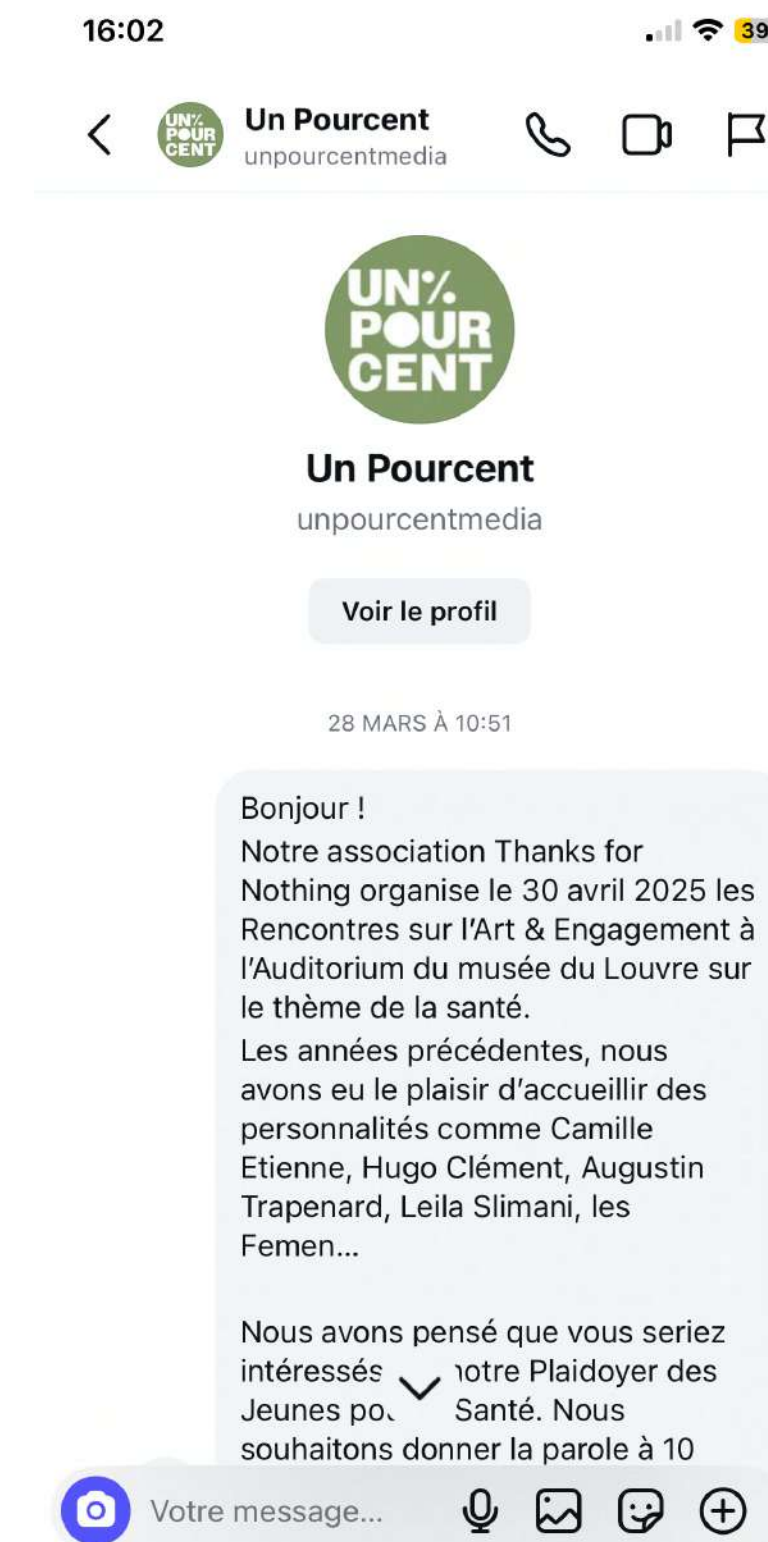 16:02
39
UN%
POUR
CENT
Un Pourcent
unpourcentmedia
UN%
POUR
CENT
Un Pourcent
unpourcentmedia
Voir le profil
28 MARS À 10:51
Bonjour !
Notre association Thanks for
Nothing organise le 30 avril 2025 les
Rencontres sur l’Art & Engagement à
l’Auditorium du musée du Louvre sur
le thème de la santé.
Les années précédentes, nous
avons eu le plaisir d’accueillir des
personnalités comme Camille
Etienne, Hugo Clément, Augustin
Trapenard, Leila Slimani, les
Femen...
Nous avons pensé que vous seriez
intéressés notre Plaidoyer des
Jeunes Santé. Nous
souhaitons donner la parole à 10
Votre message...